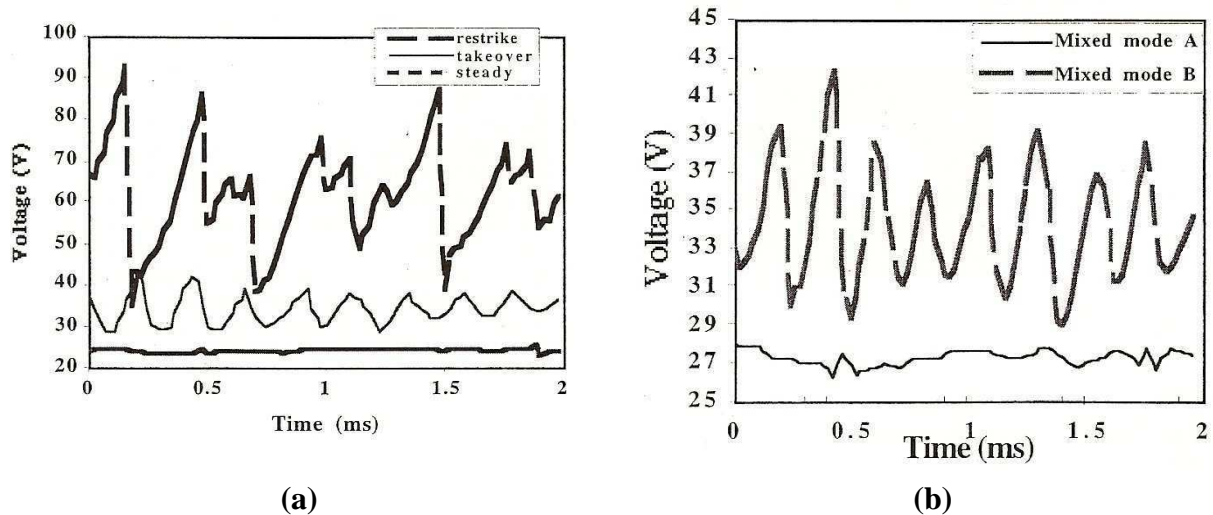 100
90
80
70
60
50
40
30
20
Voltage (V)
restrike
takeover
steady
0
0.5
1
1.5
2
Time (ms)
(a)
45
43
41
39
37
35
33
31
29
27
25
Voltage (V)
Mixed mode A
Mixed mode B
0
0.5
1
1.5
2
Time (ms)
(b)